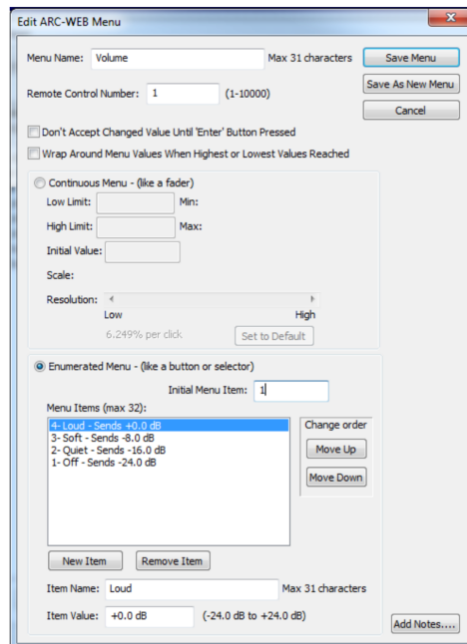 Edit ARC-WEB Menu
x
Menu Name: Volume Max 31 characters Save Menu
Save As New Menu
Remote Control Number: 1 (1-10000)
Cancel
Don't Accept Changed Value Until 'Enter' Button Pressed
Wrap Around Menu Values When Highest or Lowest Values Reached
Continuous Menu - (like a fader)
Low Limit: Min:
High Limit: Max:
Initial Value:
Scale:
Resolution:
Low High
6.249% per click Set to Default
Enumerated Menu - (like a button or selector)
Initial Menu Item: 1
Menu Items (max 32):
4- Loud - Sends +0.0 dB Change order
3- Soft - Sends -8.0 dB
2- Quiet - Sends -16.0 dB Move Up
1- Off - Sends -24.0 dB
Move Down
New Item Remove Item
Item Name: Loud Max 31 characters
Item Value: +0.0 dB (-24.0 dB to +24.0 dB) Add Notes....